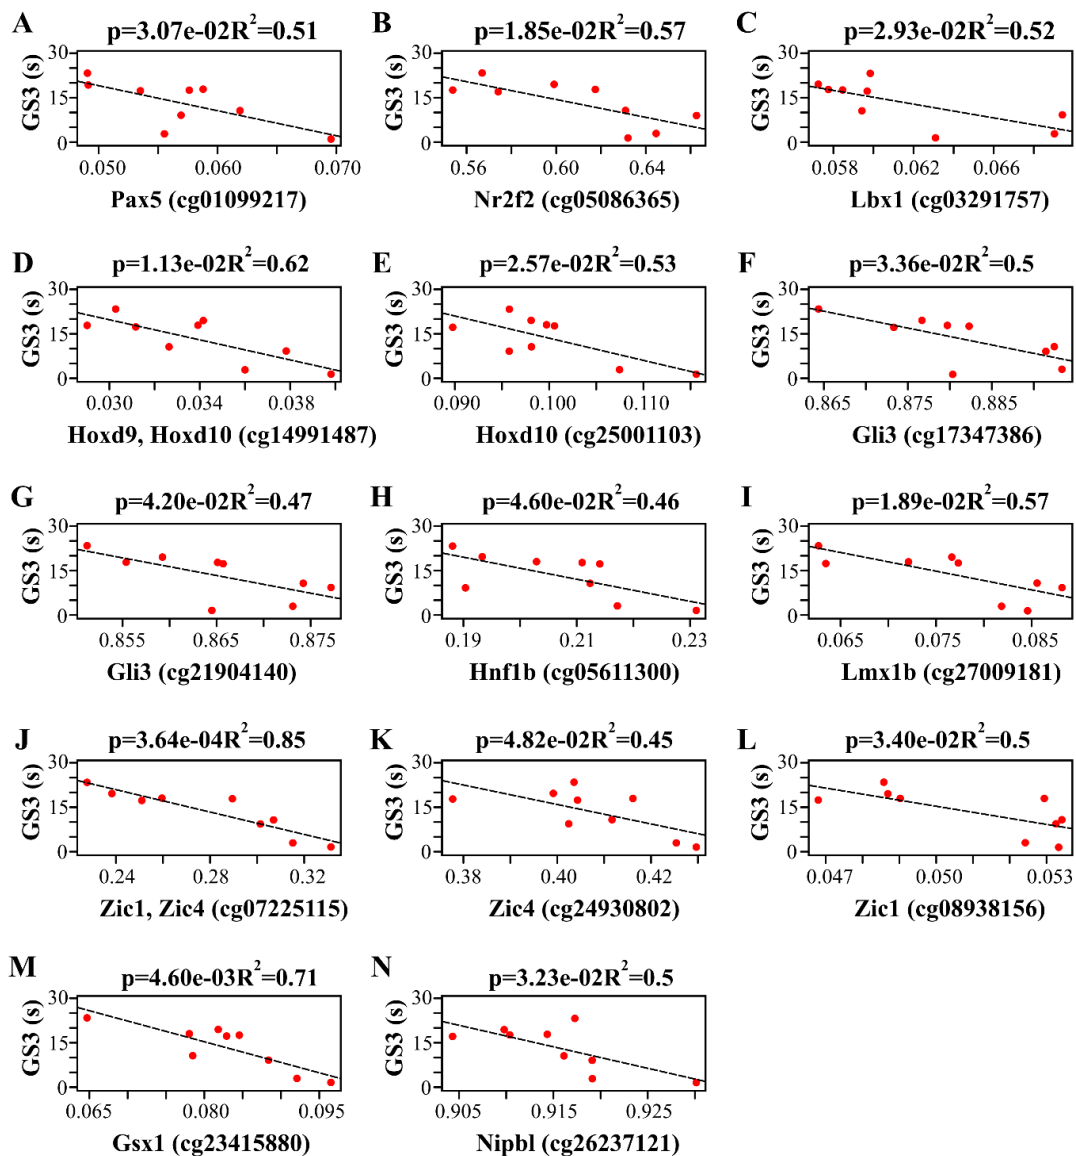 A
p=3.07e-02R²=0.51
GS3 (s)
30
15
0
0.050
0.060
0.070
Pax5 (cg01099217)
B
p=1.85e-02R²=0.57
GS3 (s)
30
15
0
0.56
0.60
0.64
Nr2f2 (cg05086365)
C
p=2.93e-02R²=0.52
GS3 (s)
30
15
0
0.058
0.066
Lbx1 (cg03291757)
D
p=1.13e-02R²=0.62
GS3 (s)
30
15
0
0.030
0.034
0.038
Hoxd9, Hoxd10 (cg14991487)
E
p=2.57e-02R²=0.53
GS3 (s)
30
15
0
0.090
0.100
0.110
Hoxd10 (cg25001103)
F
p=3.36e-02R²=0.5
GS3 (s)
30
15
0
0.865
0.875
0.885
Gli3 (cg17347386)
G
p=4.20e-02R²=0.47
GS3 (s)
30
15
0
0.855
0.865
0.875
Gli3 (cg21904140)
H
p=4.60e-02R²=0.46
GS3 (s)
30
15
0
0.19
0.21
0.23
Hnf1b (cg05611300)
I
p=1.89e-02R²=0.57
GS3 (s)
30
15
0
0.065
0.075
0.085
Lmx1b (cg27009181)
J
p=3.64e-04R²=0.85
GS3 (s)
30
15
0
0.24
0.28
0.32
Zic1, Zic4 (cg07225115)
K
p=4.82e-02R²=0.45
GS3 (s)
30
15
0
0.38
0.40
0.42
Zic4 (cg24930802)
L
p=3.40e-02R²=0.5
GS3 (s)
30
15
0
0.047
0.050
0.053
Zic1 (cg08938156)
M
p=4.60e-03R²=0.71
GS3 (s)
30
15
0
0.065
0.080
0.095
Gsx1 (cg23415880)
N
p=3.23e-02R²=0.5
GS3 (s)
30
15
0
0.905
0.915
0.925
Nipbl (cg26237121)